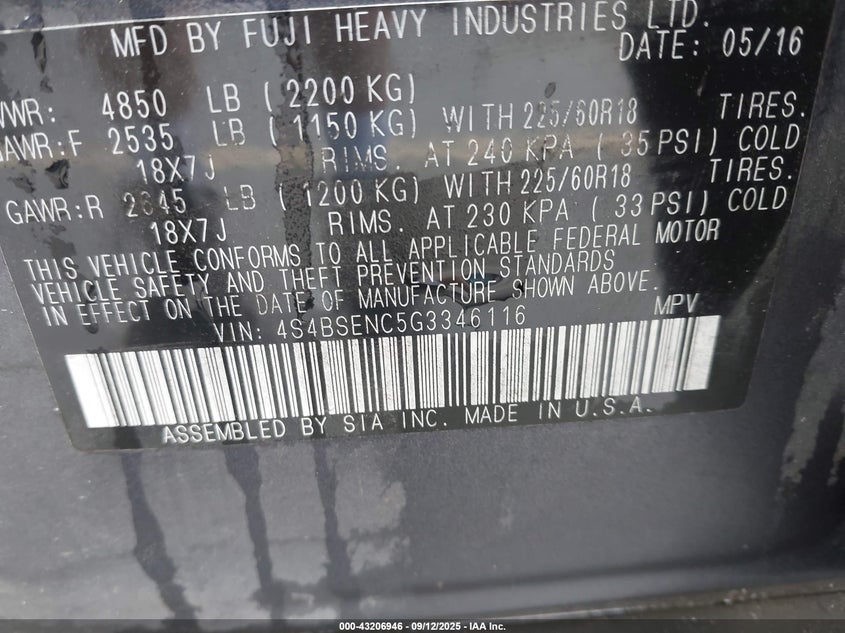 MFD BY FUJI HEAVY INDUSTRIES LTD.
DATE: 05/16
VWR: 4850 LB (2200 KG)
AWR:F 2535 LB (1150 KG) WITH 225/60R18 TIRES.
18X7J RIMS. AT 240 KPA (35 PSI) COLD
GAWR:R 2645 LB (1200 KG) WITH 225/60R18 TIRES.
18X7J RIMS. AT 230 KPA (33 PSI) COLD
THIS VEHICLE CONFORMS TO ALL APPLICABLE FEDERAL MOTOR
VEHICLE SAFETY AND THEFT PREVENTION STANDARDS
IN EFFECT ON THE DATE OF MANUFACTURE SHOWN ABOVE.
VIN: 4S4BSENC5G3346116 MPV
ASSEMBLED BY SIA INC. MADE IN U.S.A.
000-43206946 - 09/12/2025 - IAA Inc.